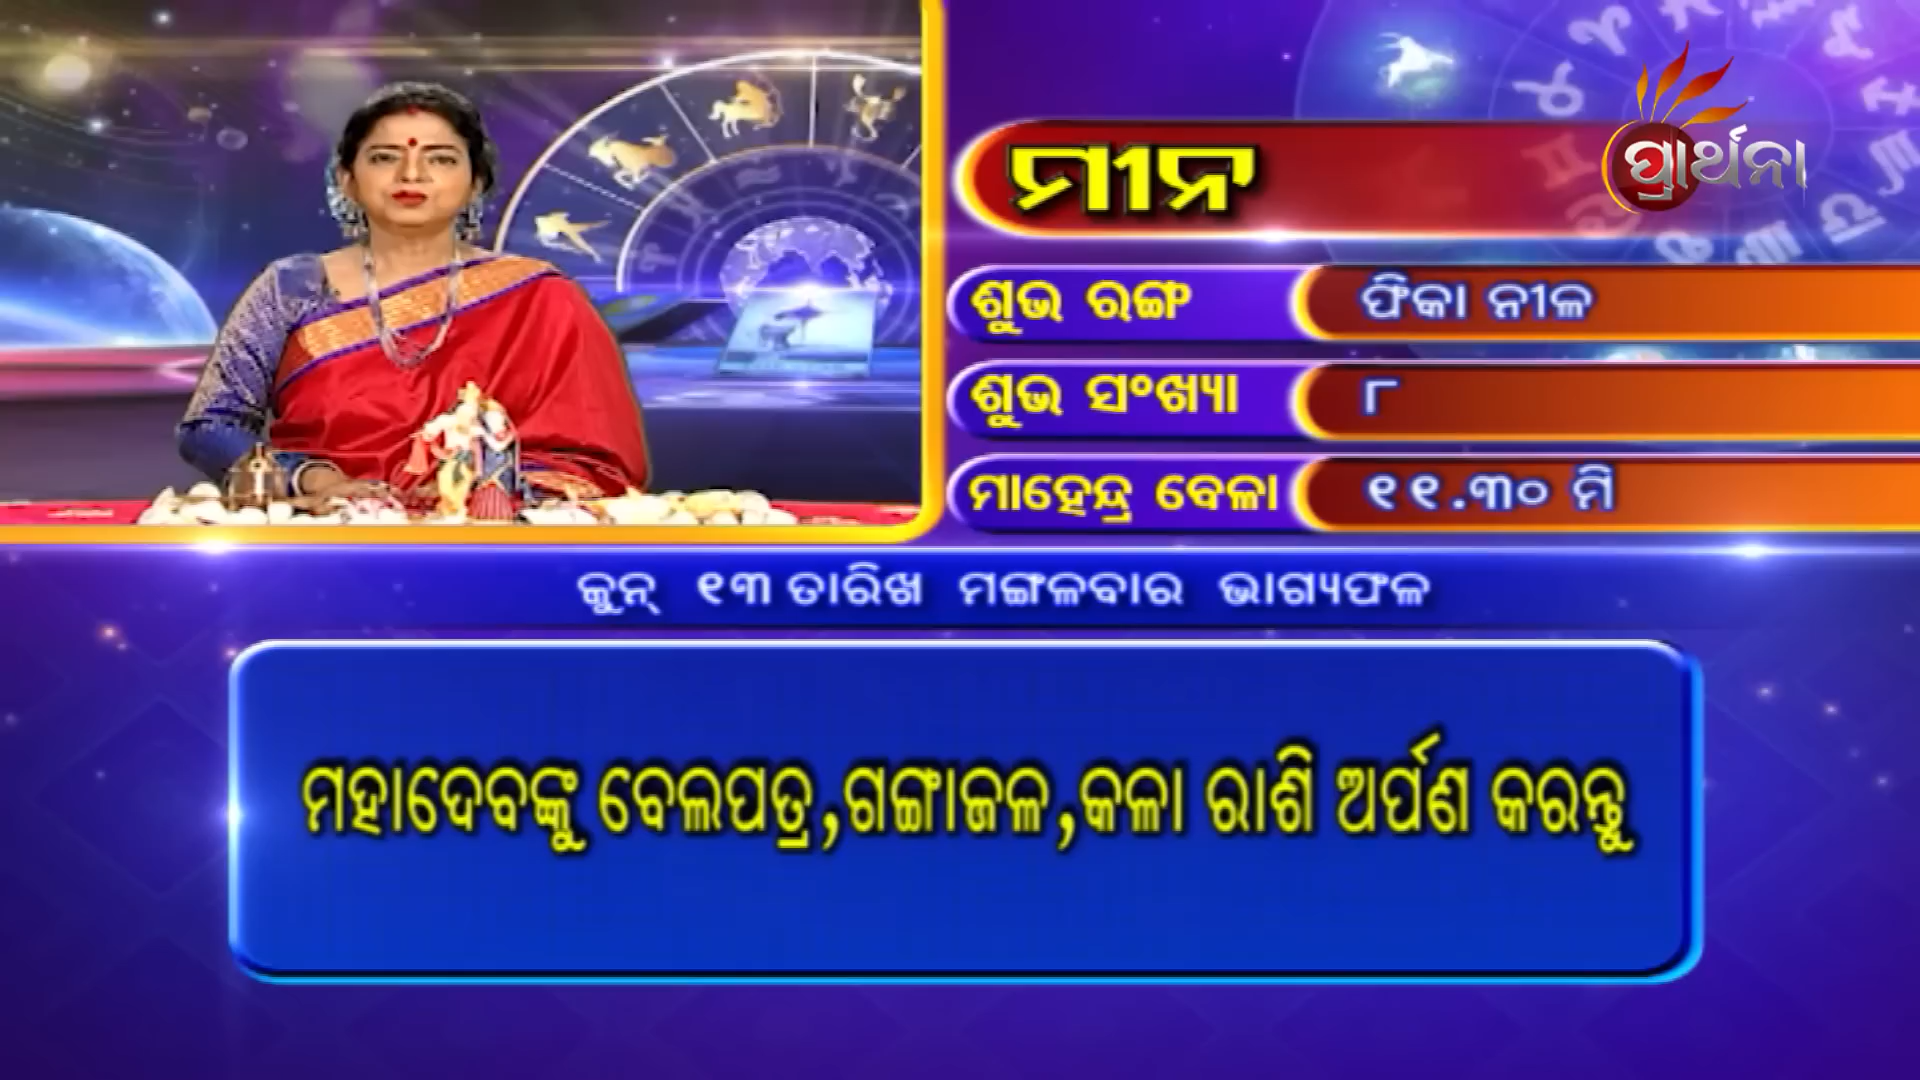 ମୀନ
ପ୍ରାର୍ଥନା
ଶୁଭ ରଙ୍ଗ ଫିକା ନୀଳ
ଶୁଭ ସଂଖ୍ୟା ୮
ମାହେନ୍ଦ୍ର ବେଳା ୧୧.୩୦ ମି
ଜୁନ୍ ୧୩ ତାରିଖ ମଙ୍ଗଳବାର ଭାଗ୍ୟଫଳ
ମହାଦେବଙ୍କୁ ବେଲପତ୍ର,ଗଙ୍ଗାଜଳ,କଳା ରାଶି ଅର୍ପଣ କରନ୍ତୁ